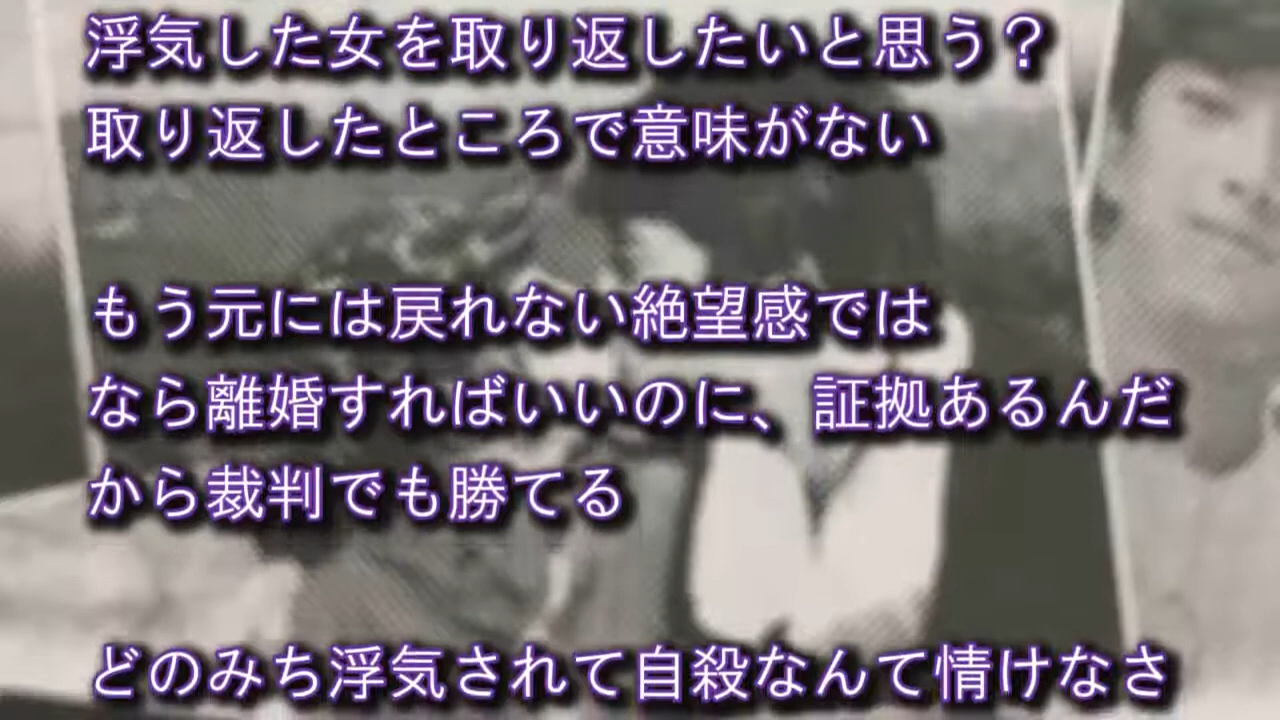 浮気した女を取り返したいと思う？
取り返したところで意味がない
もう元には戻れない絶望感では
なら離婚すればいいのに、証拠あるんだ
から裁判でも勝てる
どのみち浮気されて自殺なんて情けなさ